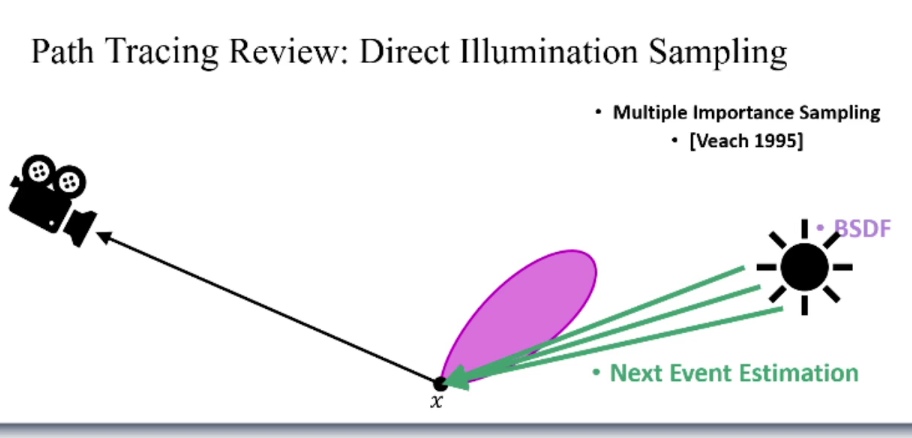 Path Tracing Review: Direct Illumination Sampling
• Multiple Importance Sampling
• [Veach 1995]
• BSDF
• Next Event Estimation
x